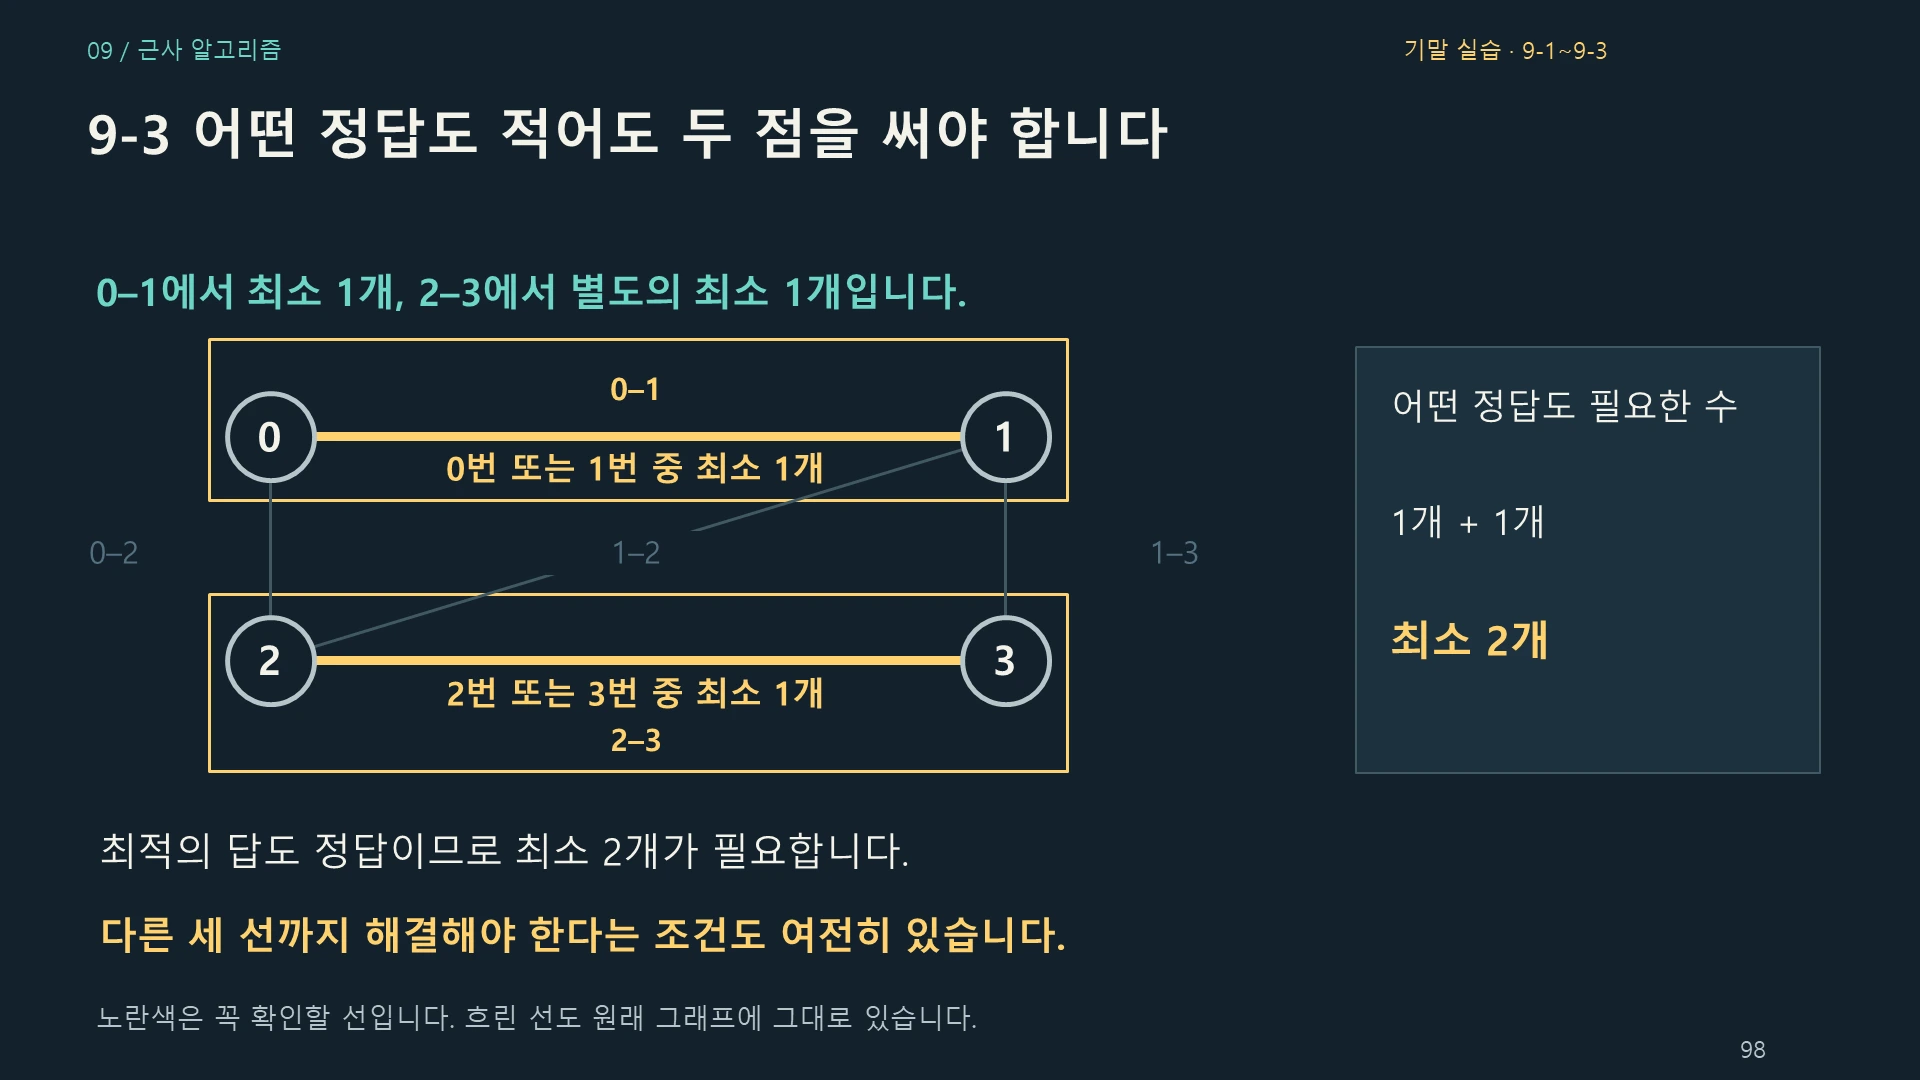 09 / 근사 알고리즘
기말 실습 · 9-1~9-3
9-3 어떤 정답도 적어도 두 점을 써야 합니다
0–1에서 최소 1개, 2–3에서 별도의 최소 1개입니다.
0–1
0
1
0번 또는 1번 중 최소 1개
0–2
1–2
1–3
2
3
2번 또는 3번 중 최소 1개
2–3
어떤 정답도 필요한 수
1개 + 1개
최소 2개
최적의 답도 정답이므로 최소 2개가 필요합니다.
다른 세 선까지 해결해야 한다는 조건도 여전히 있습니다.
노란색은 꼭 확인할 선입니다. 흐린 선도 원래 그래프에 그대로 있습니다.
98